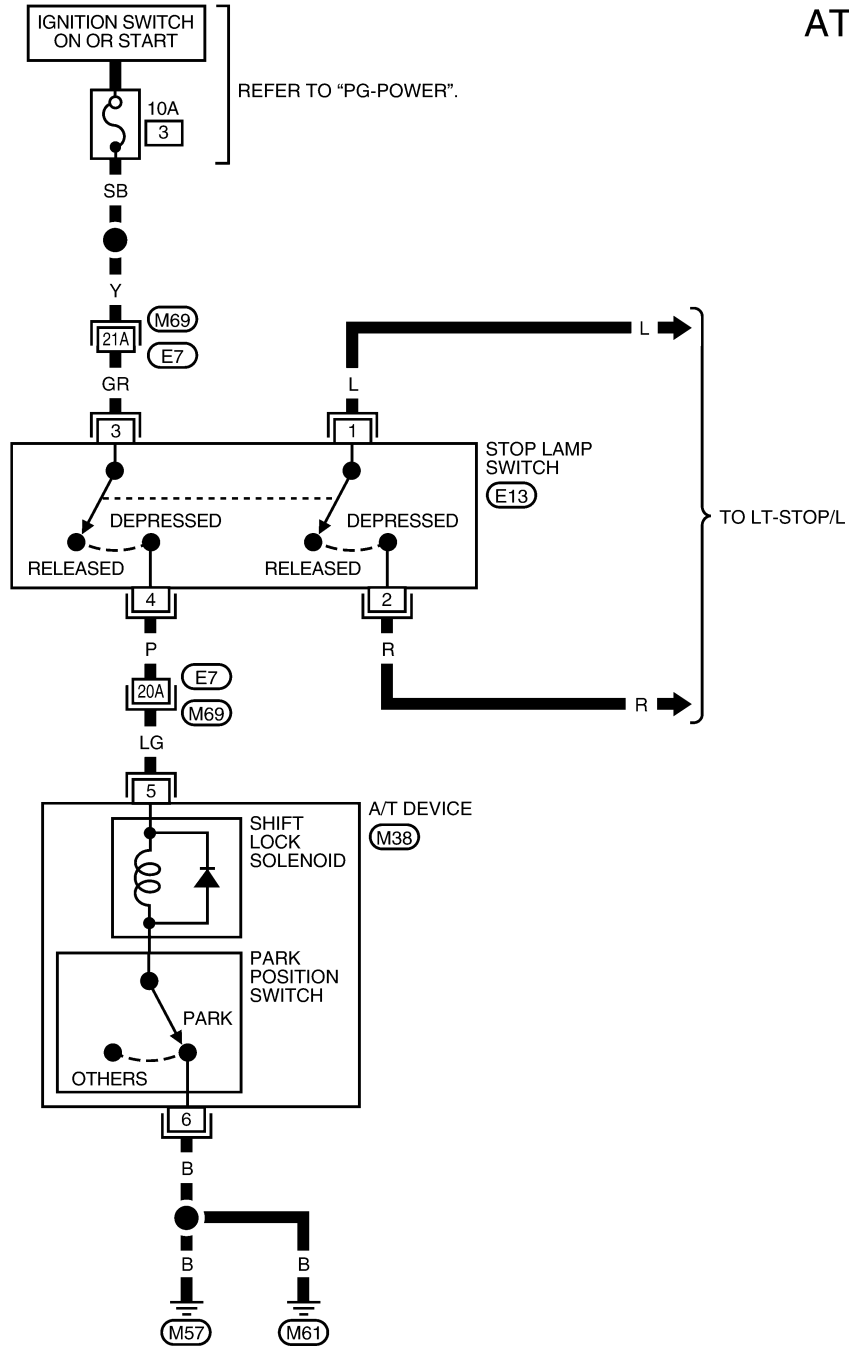 AT
IGNITION SWITCH
ON OR START
REFER TO “PG-POWER”.
10A
3
SB
Y
M69
21A
E7
GR
L
L
3
1
STOP LAMP
SWITCH
E13
DEPRESSED
DEPRESSED
RELEASED
RELEASED
TO LT-STOP/L
4
2
P
R
E7
20A
M69
R
LG
5
A/T DEVICE
M38
SHIFT
LOCK
SOLENOID
PARK
POSITION
SWITCH
PARK
OTHERS
6
B
B
B
M57
M61